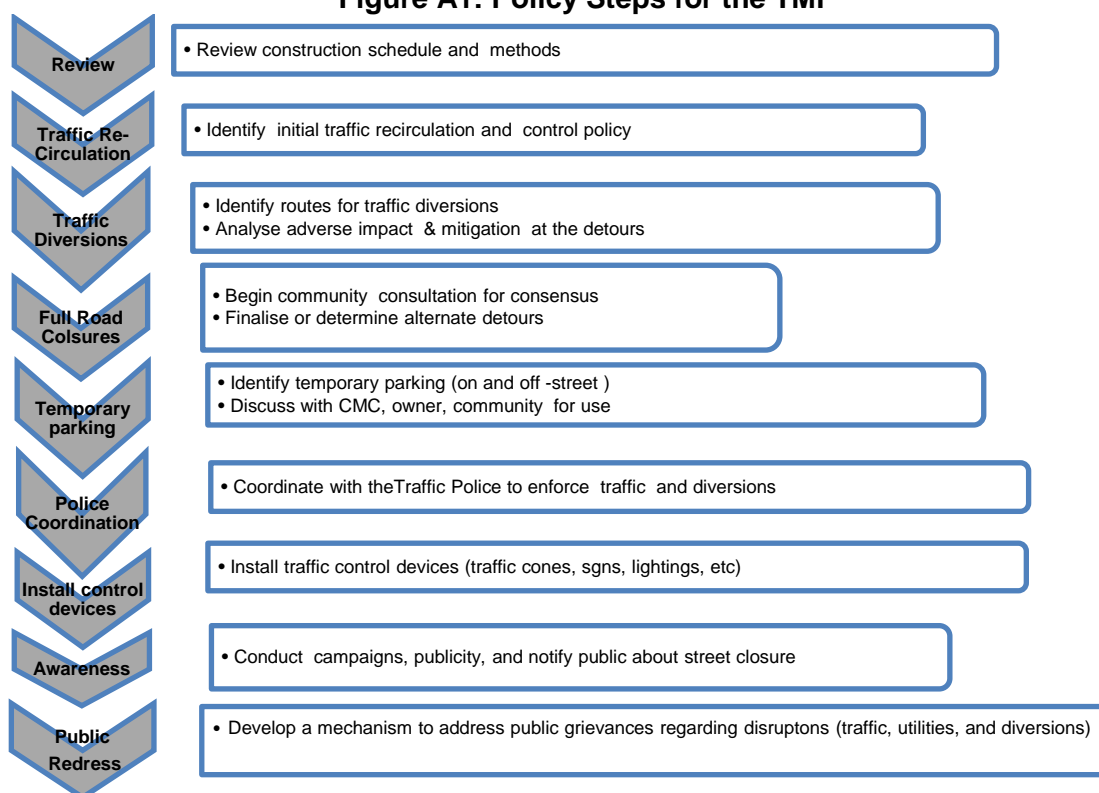 Figure A1: Policy Steps for the TMP
Review
• Review construction schedule and methods
Traffic Re-
Circulation
• Identify initial traffic recirculation and control policy
Traffic
Diversions
• Identify routes for traffic diversions
• Analyse adverse impact & mitigation at the detours
Full Road
Colsures
• Begin community consultation for consensus
• Finalise or determine alternate detours
Temporary
parking
• Identify temporary parking (on and off -street )
• Discuss with CMC, owner, community for use
Police
Coordination
• Coordinate with theTraffic Police to enforce traffic and diversions
Install control
devices
• Install traffic control devices (traffic cones, sgns, lightings, etc)
Awareness
• Conduct campaigns, publicity, and notify public about street closure
Public
Redress
• Develop a mechanism to address public grievances regarding disruptons (traffic, utilities, and diversions)